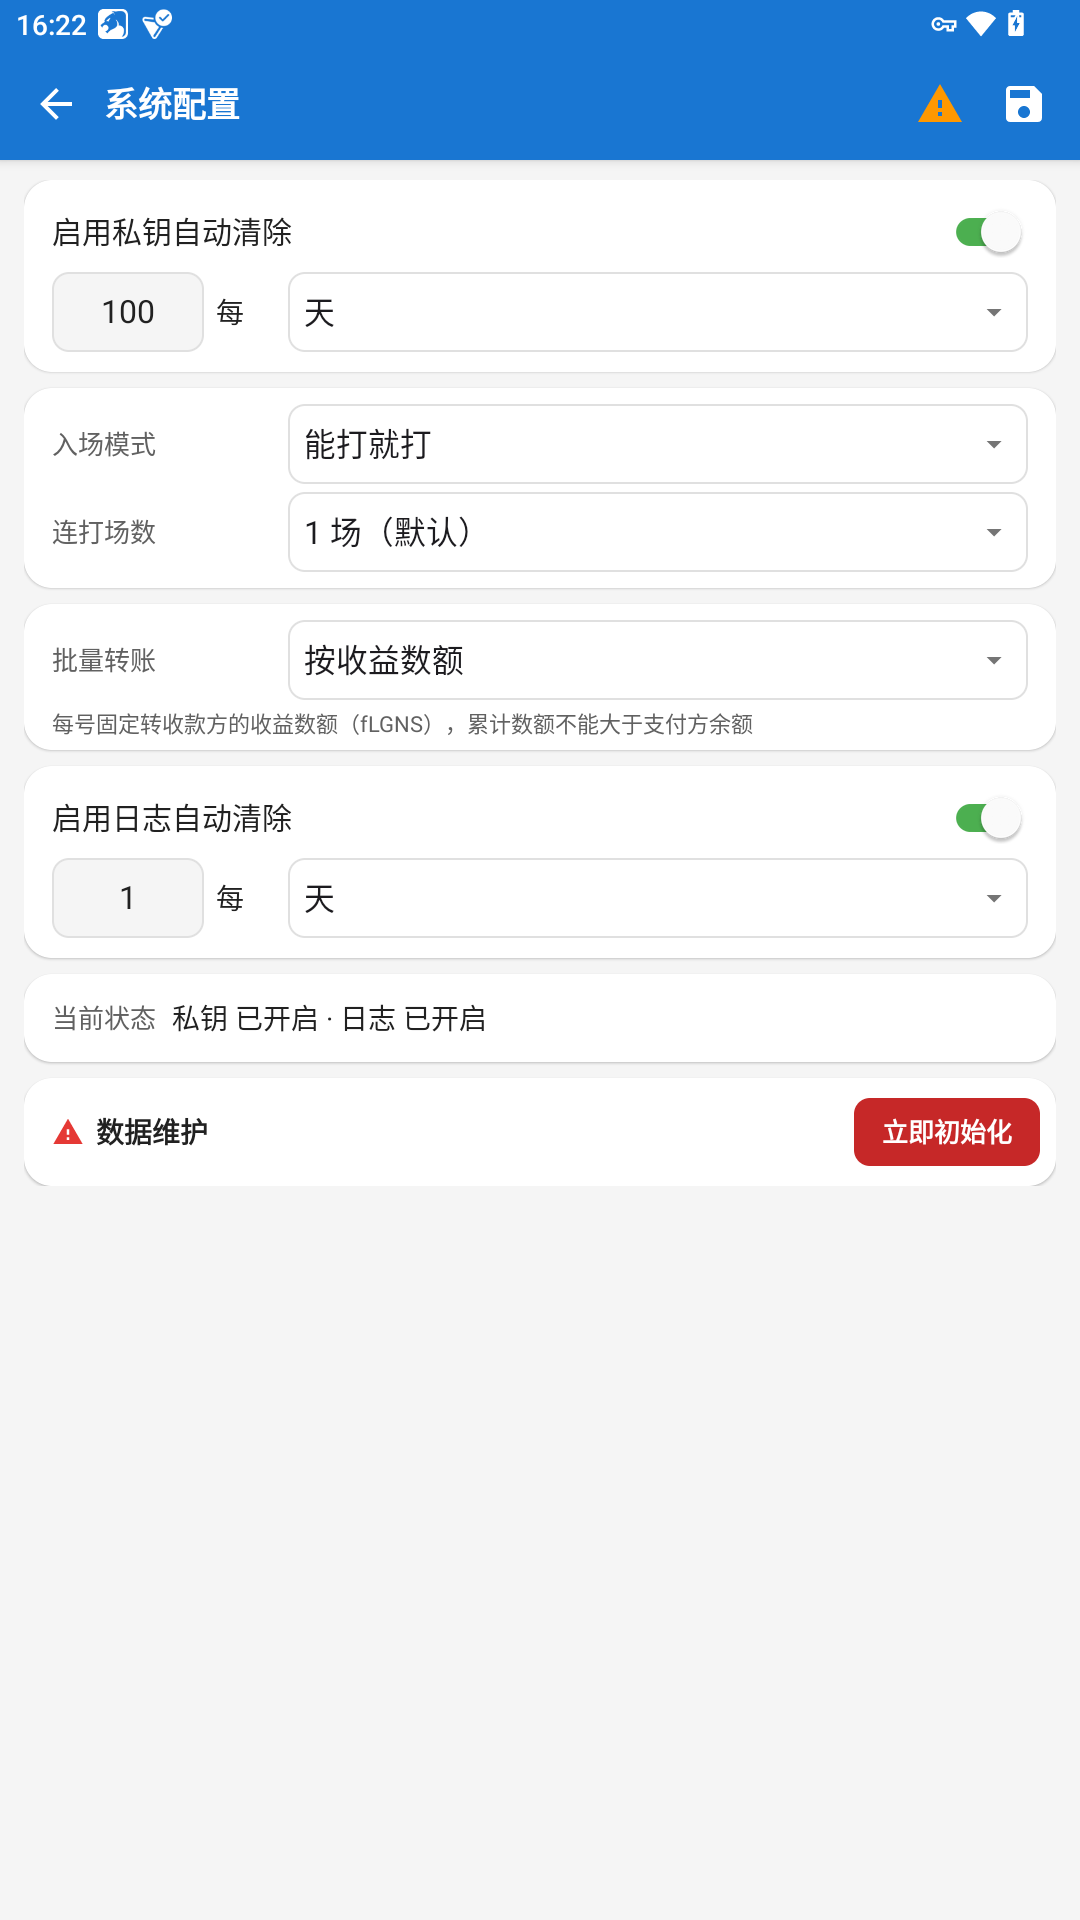 16:22
系统配置
启用私钥自动清除
100 每 天
入场模式 能打就打
连打场数 1 场（默认）
批量转账 按收益数额
每号固定转收款方的收益数额（fLGNS），累计数额不能大于支付方余额
启用日志自动清除
1 每 天
当前状态 私钥 已开启 · 日志 已开启
数据维护 立即初始化